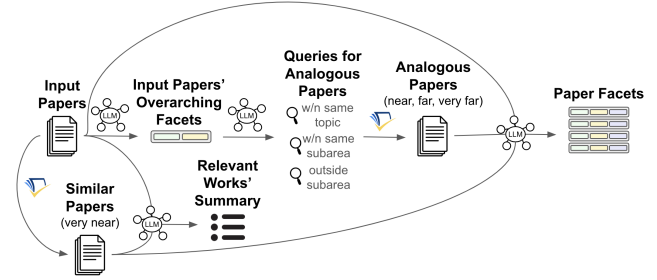 Input
Papers
LLM
Input Papers'
Overarching
Facets
LLM
Queries for
Analogous
Papers
w/n same
topic
w/n same
subarea
outside
subarea
Analogous
Papers
(near, far, very far)
LLM
Paper Facets
Similar
Papers
(very near)
LLM
Relevant
Works'
Summary